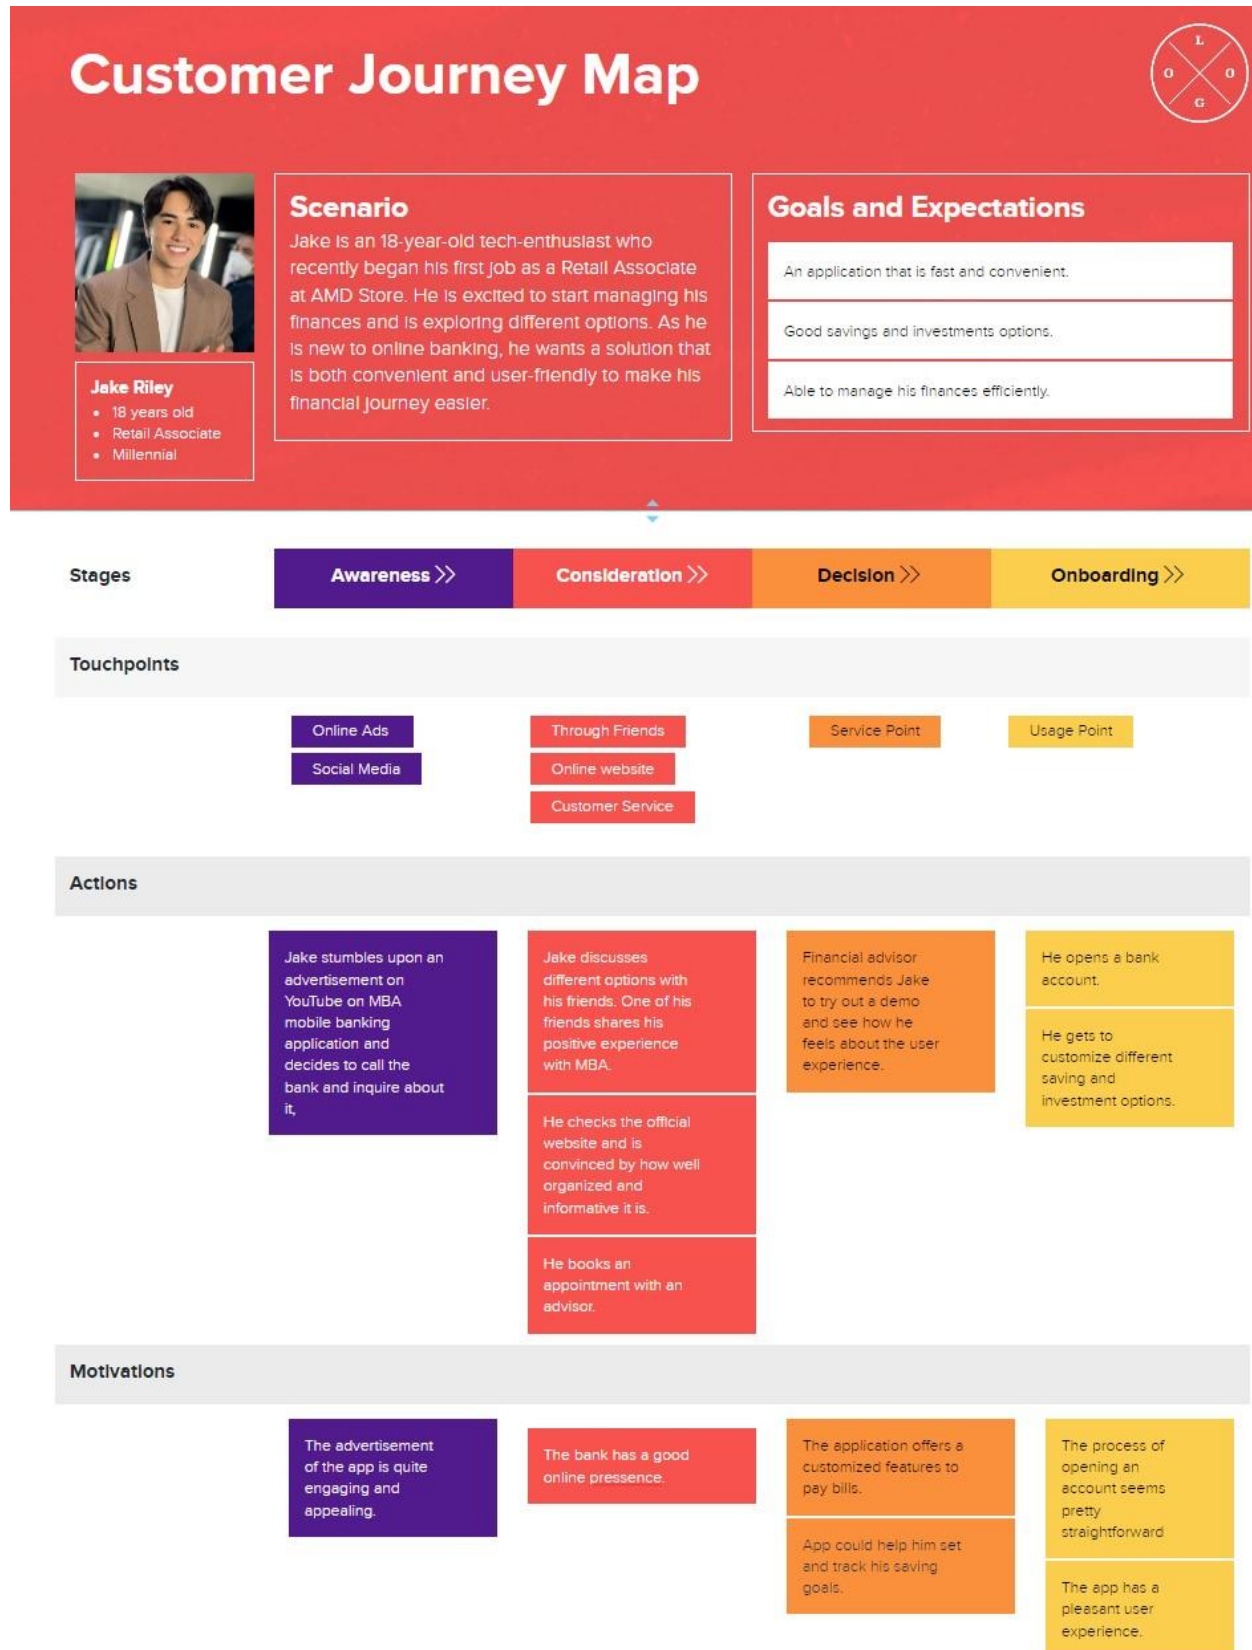 Customer Journey Map
L
O O
G
Jake Riley
• 18 years old
• Retail Associate
• Millennial
Scenario
Jake is an 18-year-old tech-enthusiast who
recently began his first job as a Retail Associate
at AMD Store. He is excited to start managing his
finances and is exploring different options. As he
is new to online banking, he wants a solution that
is both convenient and user-friendly to make his
financial journey easier.
Goals and Expectations
An application that is fast and convenient.
Good savings and investments options.
Able to manage his finances efficiently.
Stages
Awareness
Consideration
Decision
Onboarding
Touchpoints
Online Ads
Social Media
Through Friends
Online website
Customer Service
Service Point
Usage Point
Actions
Jake stumbles upon an
advertisement on
YouTube on MBA
mobile banking
application and
decides to call the
bank and inquire about
it,
Jake discusses
different options with
his friends. One of his
friends shares his
positive experience
with MBA.
He checks the official
website and is
convinced by how well
organized and
informative it is.
He books an
appointment with an
advisor.
Financial advisor
recommends Jake
to try out a demo
and see how he
feels about the user
experience.
He opens a bank
account.
He gets to
customize different
saving and
investment options.
Motivations
The advertisement
of the app is quite
engaging and
appealing.
The bank has a good
online pressence.
The application offers a
customized features to
pay bills.
App could help him set
and track his saving
goals.
The process of
opening an
account seems
pretty
straightforward
The app has a
pleasant user
experience.